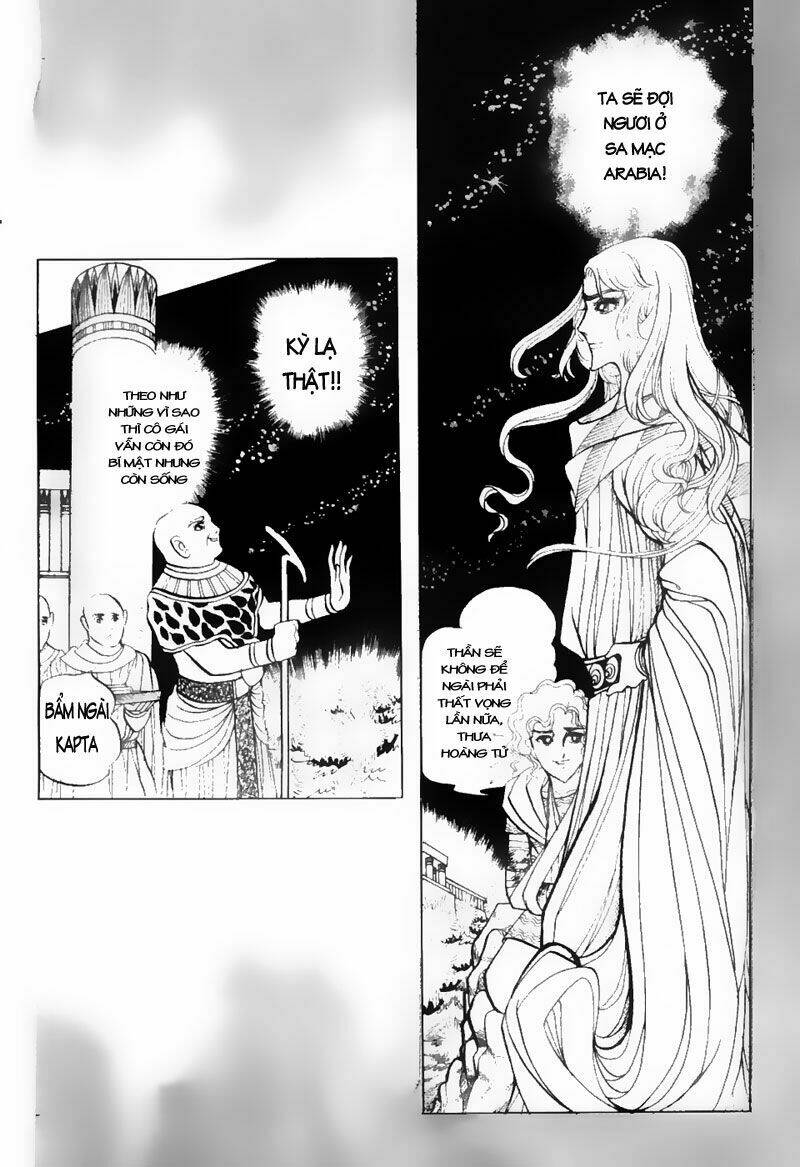 TA SẼ ĐỢI
NGƯƠI Ở
SA MẠC
ARABIA!
THẦN SẼ
KHÔNG ĐỂ
NGÀI PHẢI
THẤT VỌNG
LẦN NỮA,
THƯA
HOÀNG TỬ
KỲ LẠ
THẬT!!
THEO NHƯ
NHỮNG VÌ SAO
THÌ CÔ GÁI
VẪN CÒN ĐÓ
BÍ MẬT NHƯNG
CÒN SỐNG
BẨM NGÀI
KAPTA